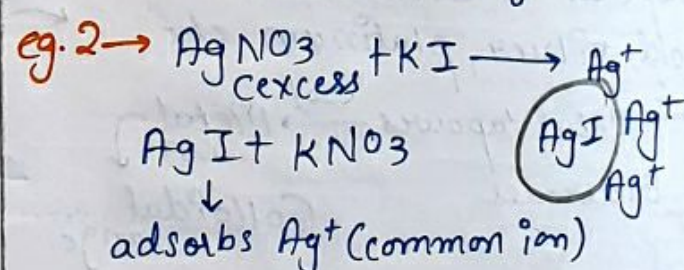 eg. 2→ AgNO3 +KI → Ag+
(excess
AgI + KNO3
AgI Ag+
Ag+
↓
adsorbs Ag+ (common ion)